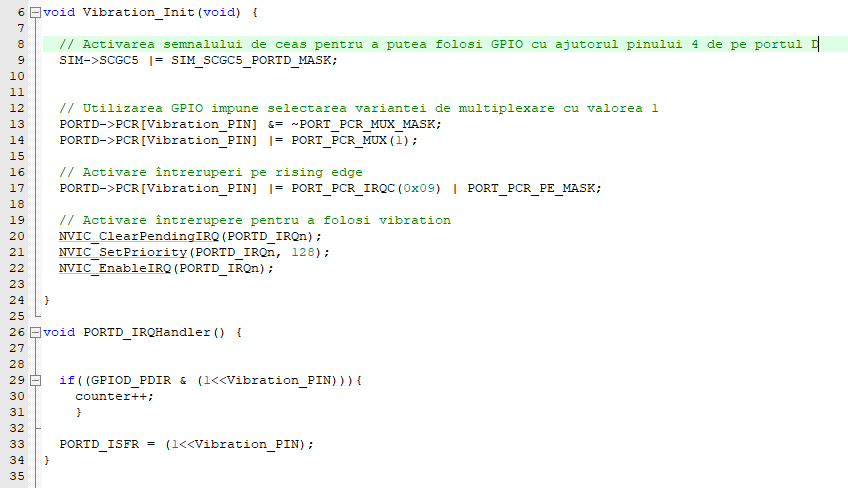 6 void Vibration_Init(void) {
7
8 // Activarea semnalului de ceas pentru a putea folosi GPIO cu ajutorul pinului 4 de pe portul D
9 SIM->SCGC5 |= SIM_SCGC5_PORTD_MASK;
10
11
12 // Utilizarea GPIO impune selectarea variantei de multiplexare cu valorea 1
13 PORTD->PCR[Vibration_PIN] &= ~PORT_PCR_MUX_MASK;
14 PORTD->PCR[Vibration_PIN] |= PORT_PCR_MUX(1);
15
16 // Activare întreruperi pe rising edge
17 PORTD->PCR[Vibration_PIN] |= PORT_PCR_IRQC(0x09) | PORT_PCR_PE_MASK;
18
19 // Activare întrerupere pentru a folosi vibration
20 NVIC_ClearPendingIRQ(PORTD_IRQn);
21 NVIC_SetPriority(PORTD_IRQn, 128);
22 NVIC_EnableIRQ(PORTD_IRQn);
23
24 }
25
26 void PORTD_IRQHandler() {
27
28
29 if((GPIOD_PDIR & (1<<Vibration_PIN))){
30 counter++;
31 }
32
33 PORTD_ISFR = (1<<Vibration_PIN);
34 }
35